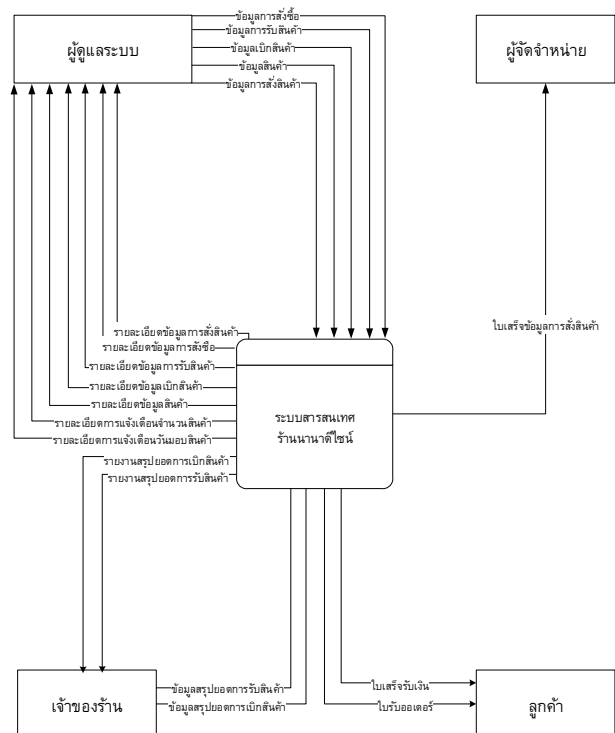 ข้อมูลการสั่งซื้อ
ผู้ดูแลระบบ
ข้อมูลการรับสินค้า
ข้อมูลเบิกสินค้า
ข้อมูลสินค้า
ข้อมูลการสั่งสินค้า
ผู้จัดจำหน่าย
ใบเสร็จข้อมูลการสั่งสินค้า
รายละเอียดข้อมูลการสั่งสินค้า
รายละเอียดข้อมูลการสั่งซื้อ
รายละเอียดข้อมูลการรับสินค้า
รายละเอียดข้อมูลเบิกสินค้า
รายละเอียดข้อมูลสินค้า
รายละเอียดการแจ้งเตือนจำนวนสินค้า
รายละเอียดการแจ้งเตือนวันมอบสินค้า
ระบบสารสนเทศ
ร้านนานาดีไซน์
รายงานสรุปยอดการเบิกสินค้า
รายงานสรุปยอดการรับสินค้า
เจ้าของร้าน
ข้อมูลสรุปยอดการรับสินค้า
ข้อมูลสรุปยอดการเบิกสินค้า
ใบเสร็จรับเงิน
ใบรับออเดอร์
ลูกค้า